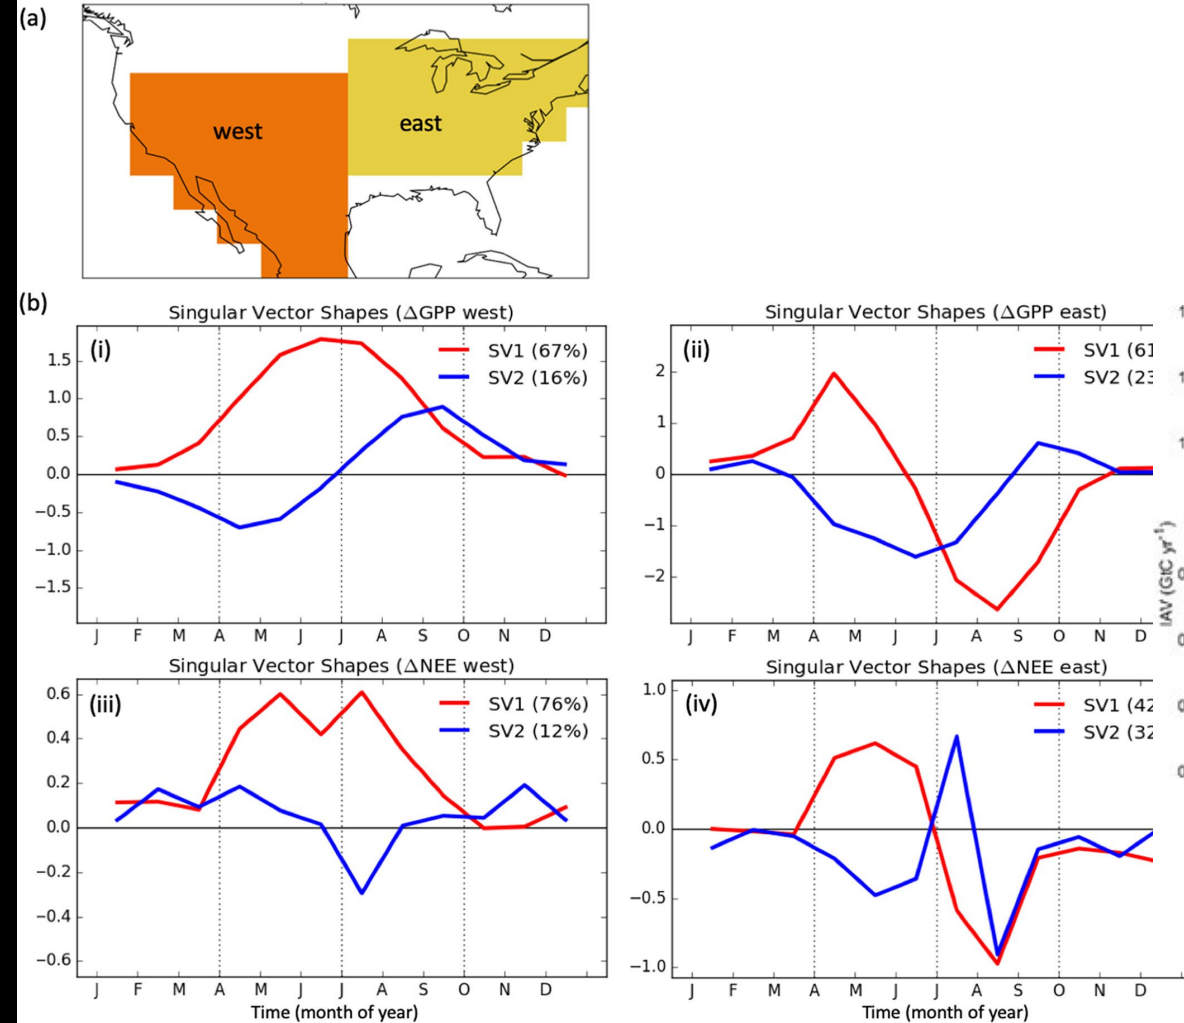 (a)
west
east
(b)
Singular Vector Shapes (ΔGPP west)
(i)
SV1 (67%)
SV2 (16%)
1.5
1.0
0.5
0.0
−0.5
−1.0
−1.5
J F M A M J J A S O N D
Singular Vector Shapes (ΔGPP east)
(ii)
SV1 (61
SV2 (23
2
1
0
−1
−2
J F M A M J J A S O N D
Singular Vector Shapes (ΔNEE west)
(iii)
SV1 (76%)
SV2 (12%)
0.6
0.4
0.2
0.0
−0.2
−0.4
−0.6
J F M A M J J A S O N D
Time (month of year)
Singular Vector Shapes (ΔNEE east)
(iv)
SV1 (42
SV2 (32
1.0
0.5
0.0
−0.5
−1.0
J F M A M J J A S O N D
Time (month of year)
IAV (GtC yr⁻¹)